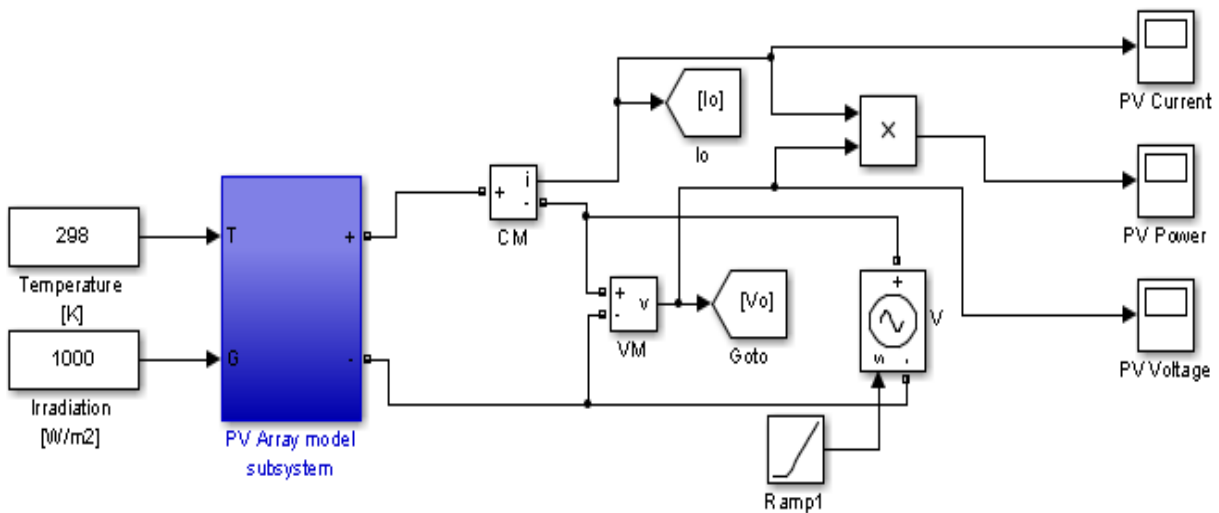 298
Temperature
[K]
1000
Irradiation
[W/m2]
T
+
G
-
PV Array model
subsystem
+
i
-
CM
[Io]
Io
+
-
v
VM
[Vo]
Goto
X
+
s
-
V
Ramp1
PV Current
PV Power
PV Voltage